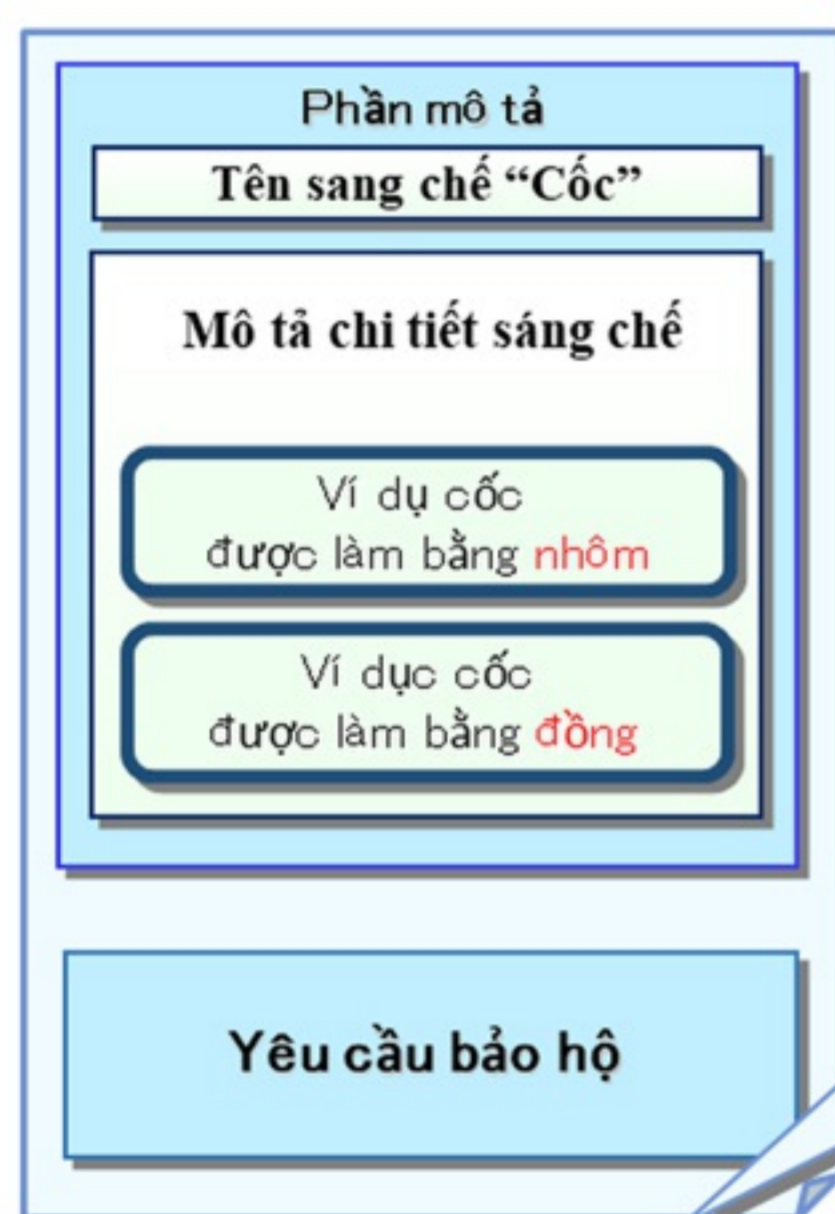 Phần mô tả
Tên sang chế “Cốc”
Mô tả chi tiết sáng chế
Ví dụ cốc
được làm bằng nhôm
Ví dục cốc
được làm bằng đồng
Yêu cầu bảo hộ